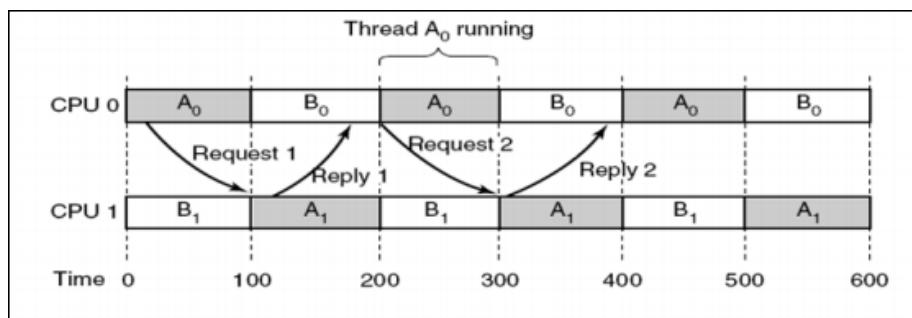 Thread A₀ running
CPU 0 A₀ B₀ A₀ B₀ A₀ B₀
Request 1 Reply 1 Request 2 Reply 2
CPU 1 B₁ A₁ B₁ A₁ B₁ A₁
Time 0 100 200 300 400 500 600